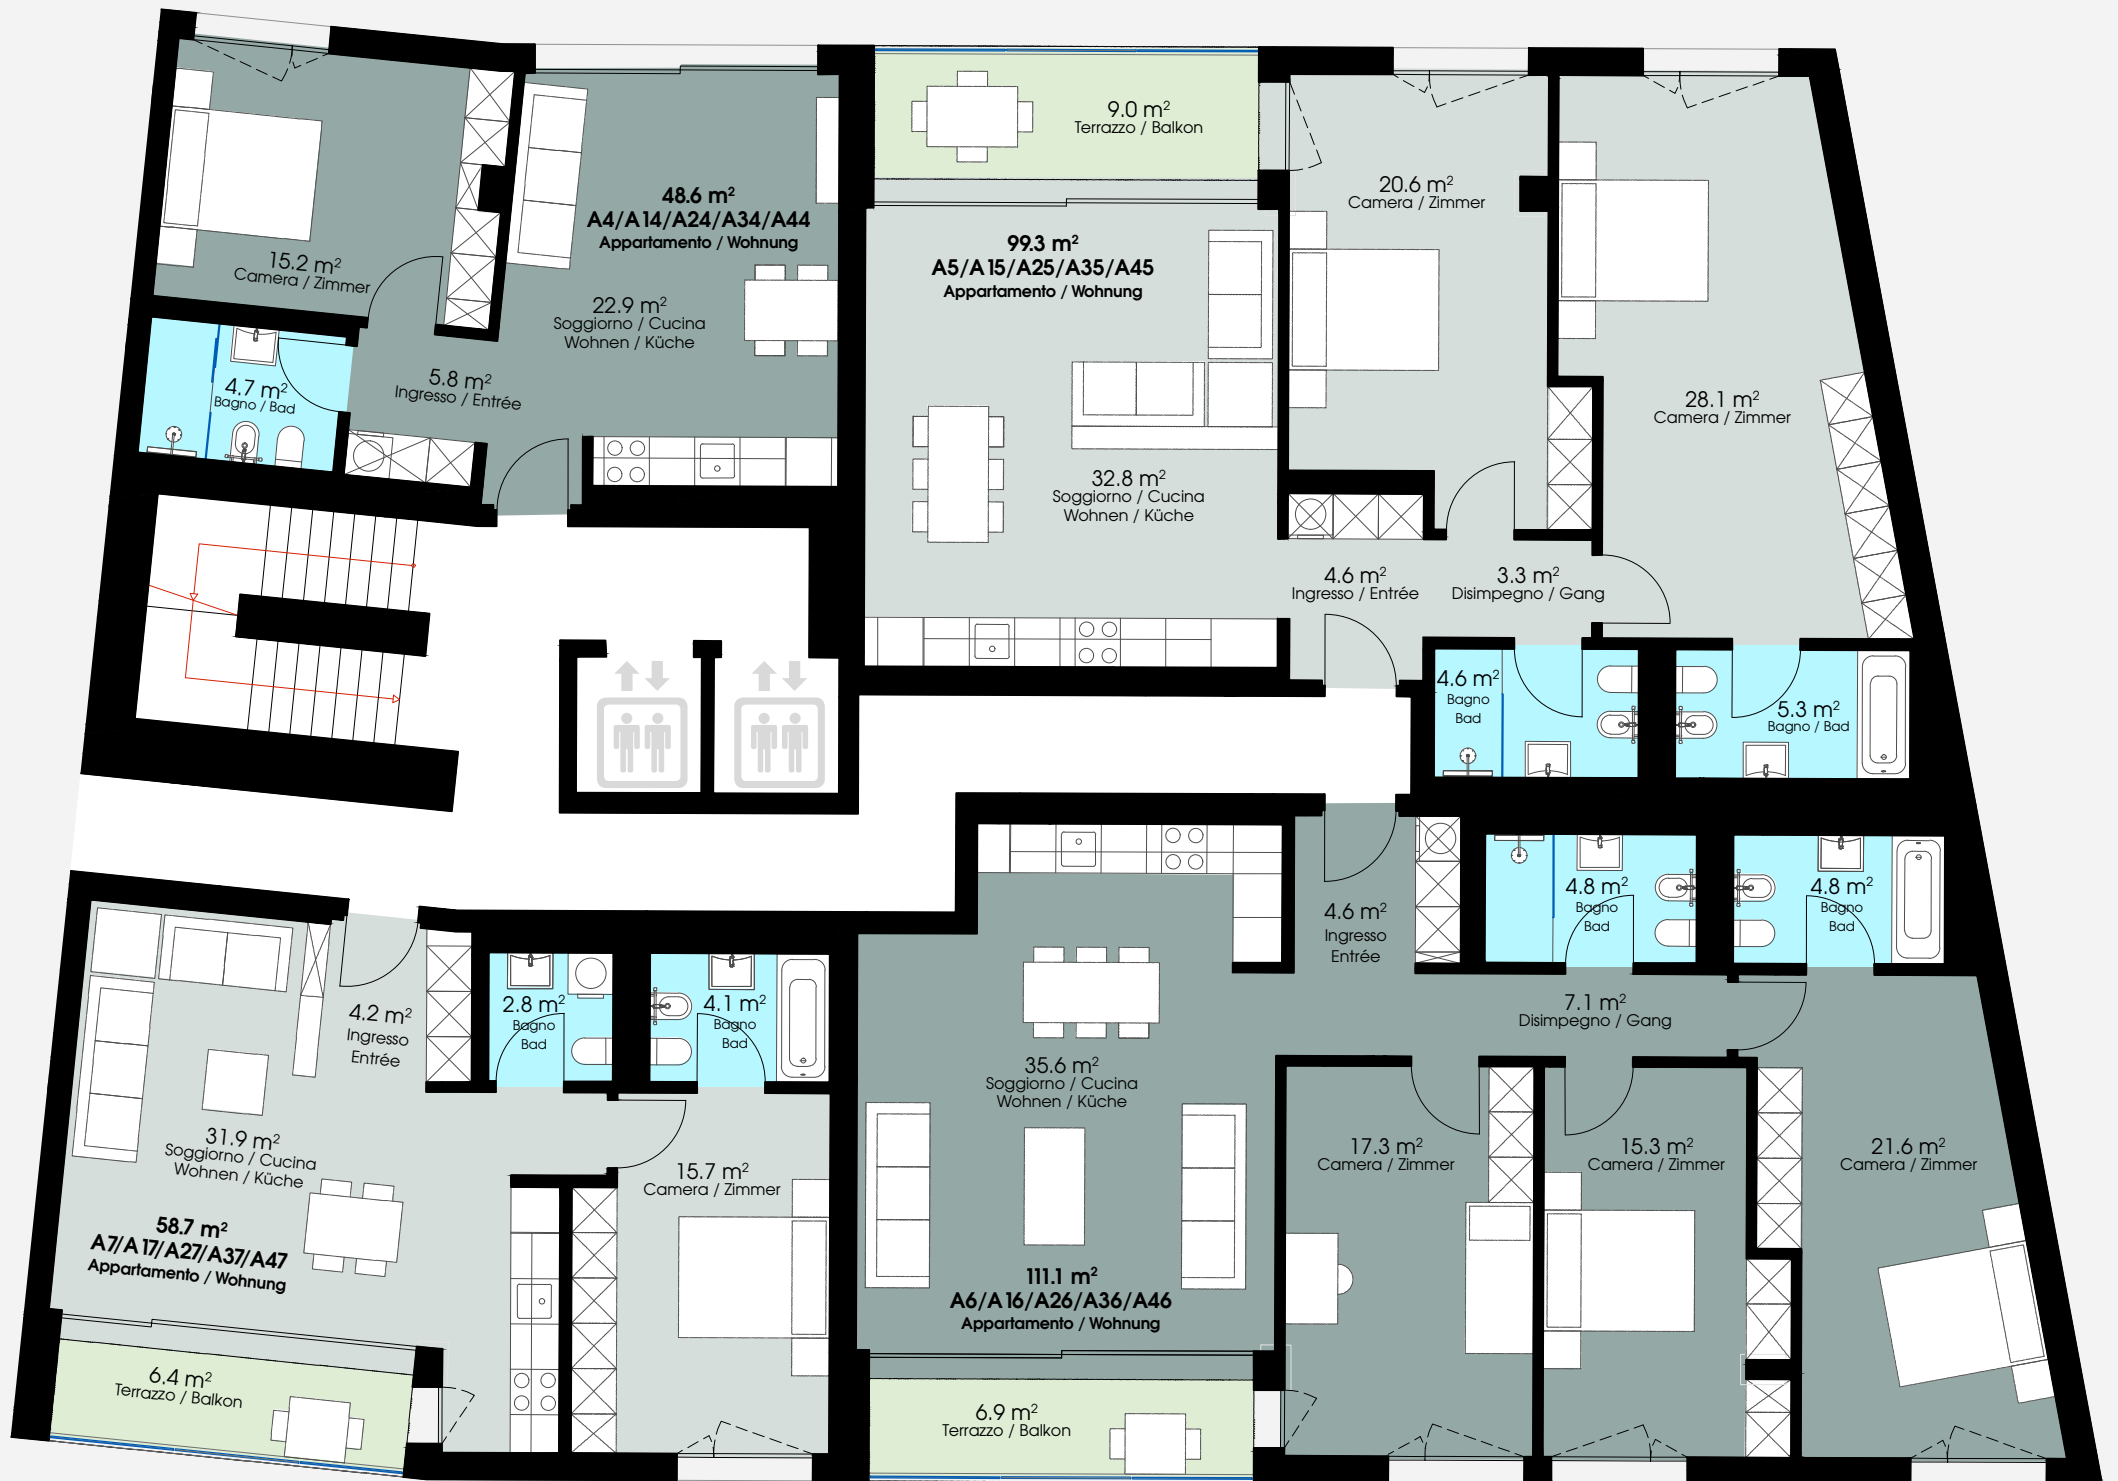 15.2 m²
Camera / Zimmer
48.6 m²
A4/A14/A24/A34/A44
Appartamento / Wohnung
22.9 m²
Soggiorno / Cucina
Wohnen / Küche
4.7 m²
Bagno / Bad
5.8 m²
Ingresso / Entrée
9.0 m²
Terrazzo / Balkon
99.3 m²
A5/A15/A25/A35/A45
Appartamento / Wohnung
32.8 m²
Soggiorno / Cucina
Wohnen / Küche
20.6 m²
Camera / Zimmer
28.1 m²
Camera / Zimmer
4.6 m²
Ingresso / Entrée
3.3 m²
Disimpegno / Gang
4.6 m²
Bagno
Bad
5.3 m²
Bagno / Bad
4.2 m²
Ingresso
Entrée
2.8 m²
Bagno
Bad
4.1 m²
Bagno
Bad
31.9 m²
Soggiorno / Cucina
Wohnen / Küche
58.7 m²
A7/A17/A27/A37/A47
Appartamento / Wohnung
15.7 m²
Camera / Zimmer
6.4 m²
Terrazzo / Balkon
4.6 m²
Ingresso
Entrée
4.8 m²
Bagno
Bad
4.8 m²
Bagno
Bad
7.1 m²
Disimpegno / Gang
35.6 m²
Soggiorno / Cucina
Wohnen / Küche
111.1 m²
A6/A16/A26/A36/A46
Appartamento / Wohnung
17.3 m²
Camera / Zimmer
15.3 m²
Camera / Zimmer
21.6 m²
Camera / Zimmer
6.9 m²
Terrazzo / Balkon